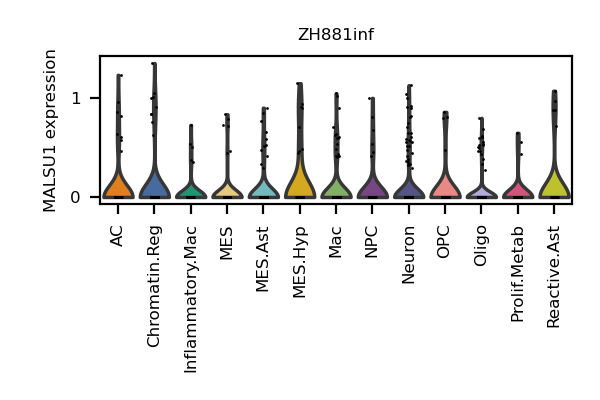 ZH881inf
MALSU1 expression
1
0
AC
Chromatin.Reg
Inflammatory.Mac
MES
MES.Ast
MES.Hyp
Mac
NPC
Neuron
OPC
Oligo
Prolif.Metab
Reactive.Ast